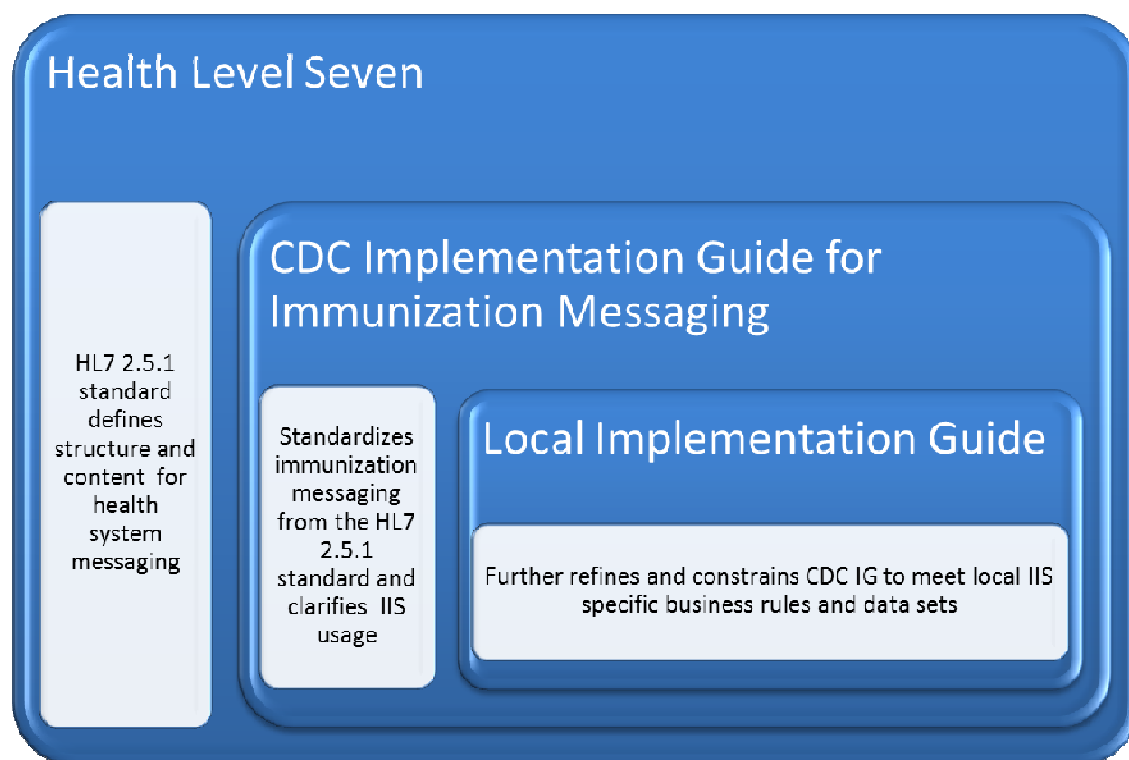 Health Level Seven
HL7 2.5.1
standard
defines
structure and
content for
health
system
messaging
CDC Implementation Guide for
Immunization Messaging
Standardizes
immunization
messaging
from the HL7
2.5.1
standard and
clarifies IIS
usage
Local Implementation Guide
Further refines and constrains CDC IG to meet local IIS
specific business rules and data sets